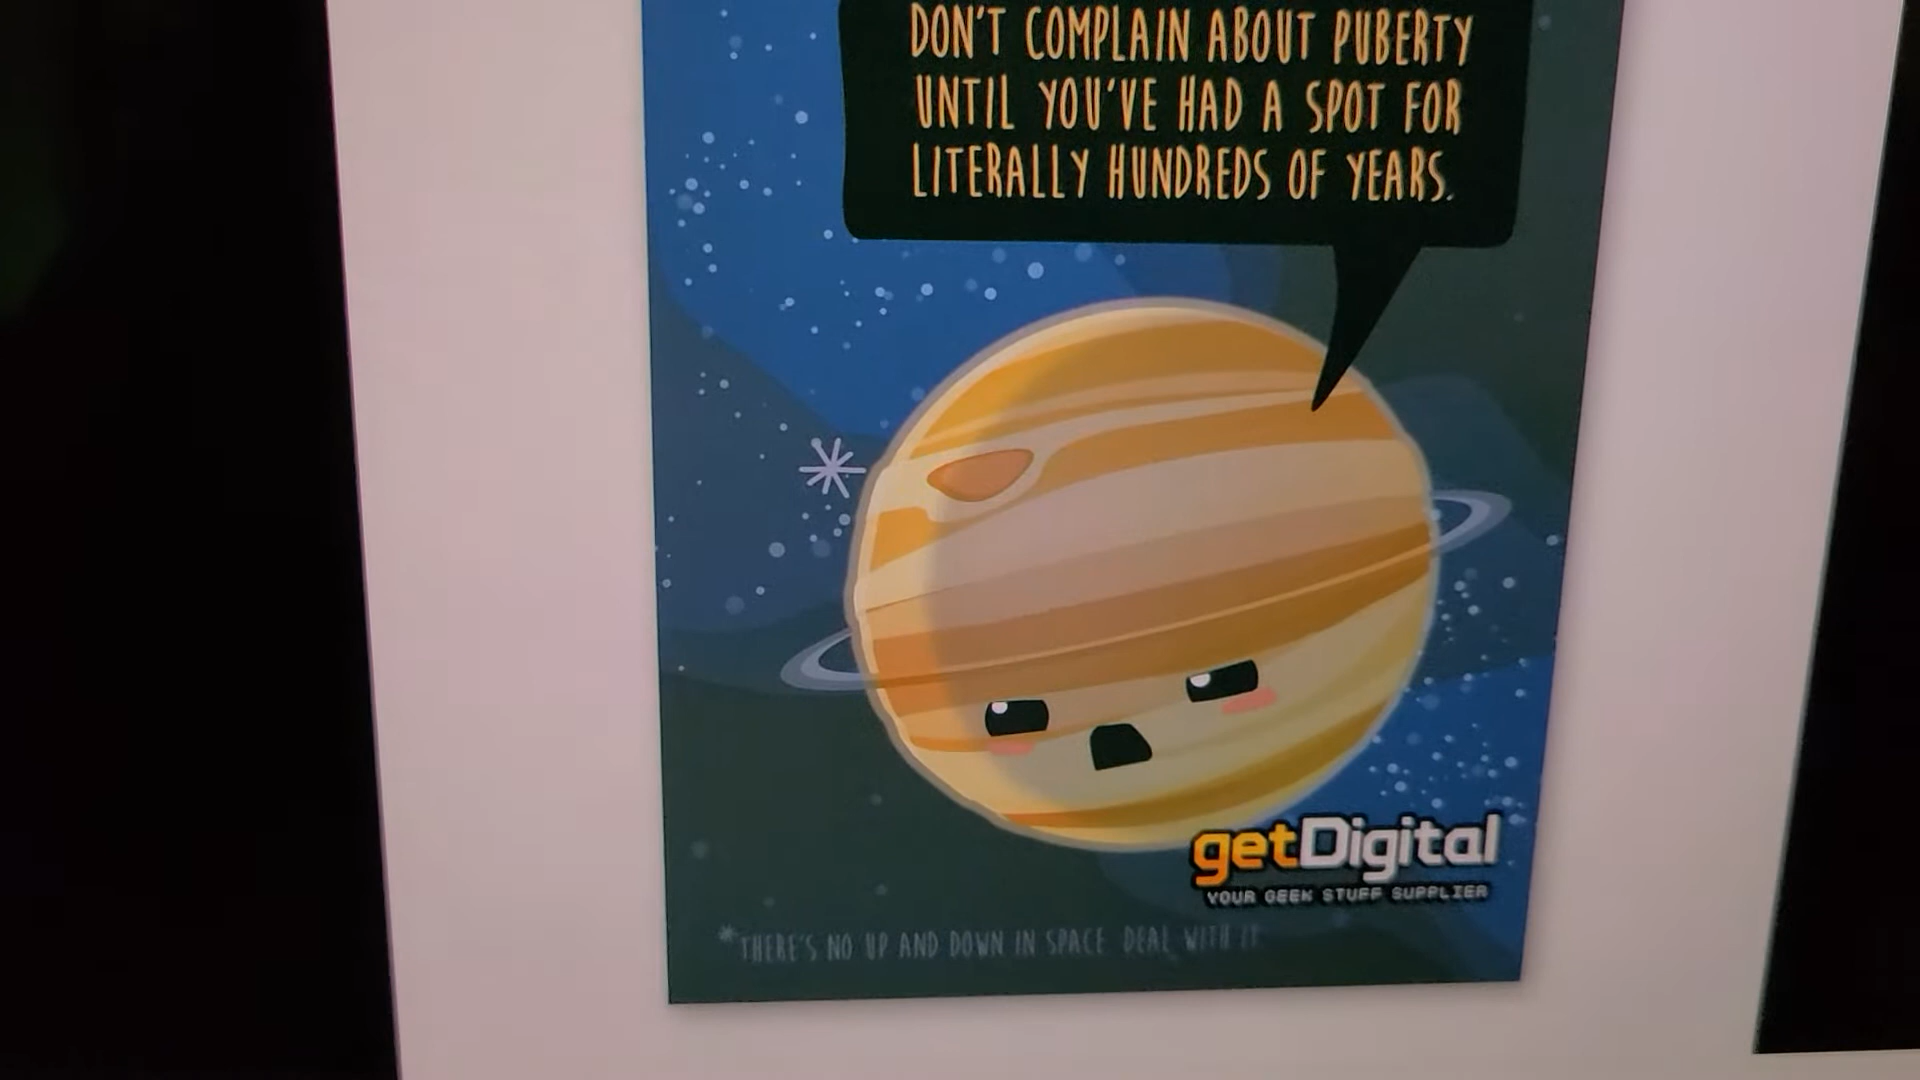 DON'T COMPLAIN ABOUT PUBERTY
UNTIL YOU'VE HAD A SPOT FOR
LITERALLY HUNDREDS OF YEARS.
getDigital
YOUR GEEK STUFF SUPPLIER
*THERE'S NO UP AND DOWN IN SPACE. DEAL WITH IT